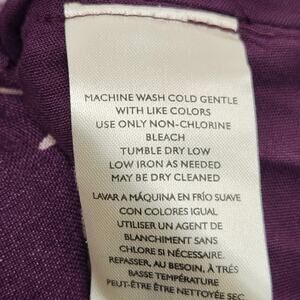 MACHINE WASH COLD GENTLE
WITH LIKE COLORS
USE ONLY NON-CHLORINE
BLEACH
TUMBLE DRY LOW
LOW IRON AS NEEDED
MAY BE DRY CLEANED
LAVAR A MÁQUINA EN FRÍO SUAVE
CON COLORES IGUAL
UTILISER UN AGENT DE
BLANCHIMENT SANS
CHLORE SI NÉCESSAIRE.
REPASSER, AU BESOIN, À TRÉS
BASSE TEMPÉRATURE
PEUT-ÊTRE ÊTRE NETTOYÉE SEC